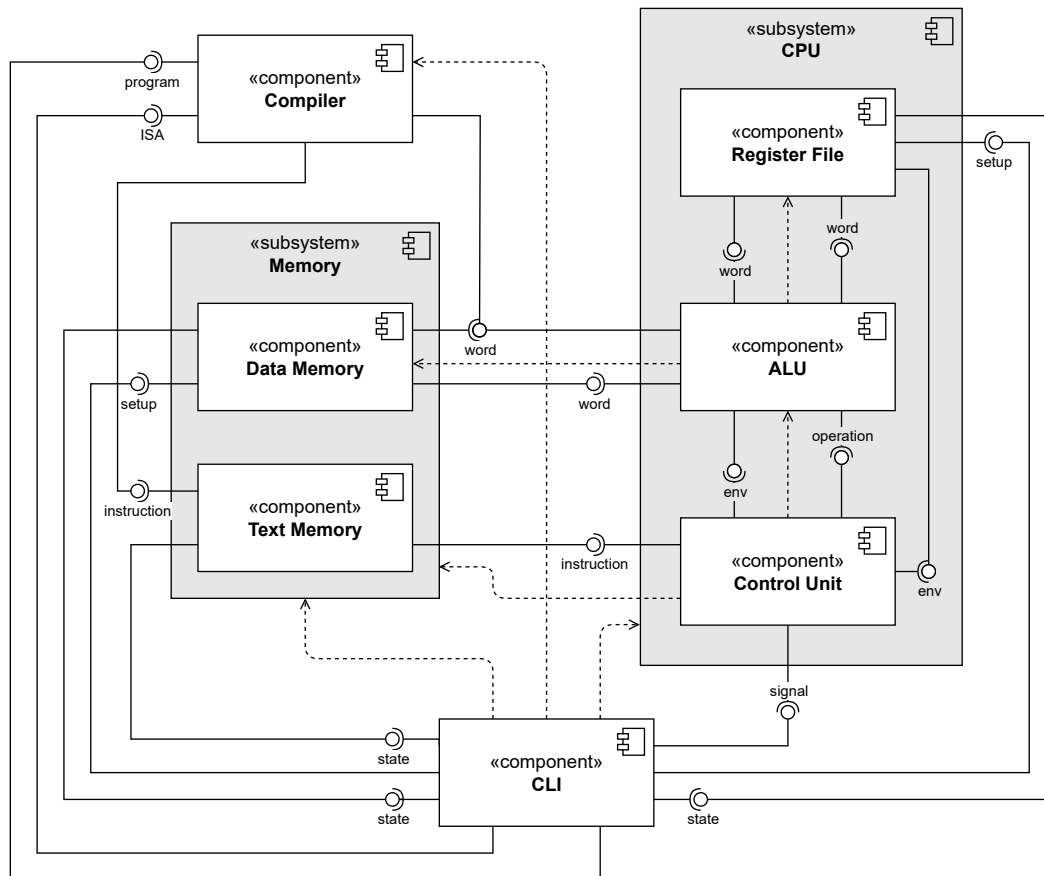 «subsystem»
CPU
«component»
Compiler
program
ISA
«component»
Register File
setup
«subsystem»
Memory
word
word
«component»
Data Memory
«component»
ALU
word
word
setup
operation
env
«component»
Text Memory
instruction
instruction
«component»
Control Unit
env
signal
«component»
CLI
state
state
state